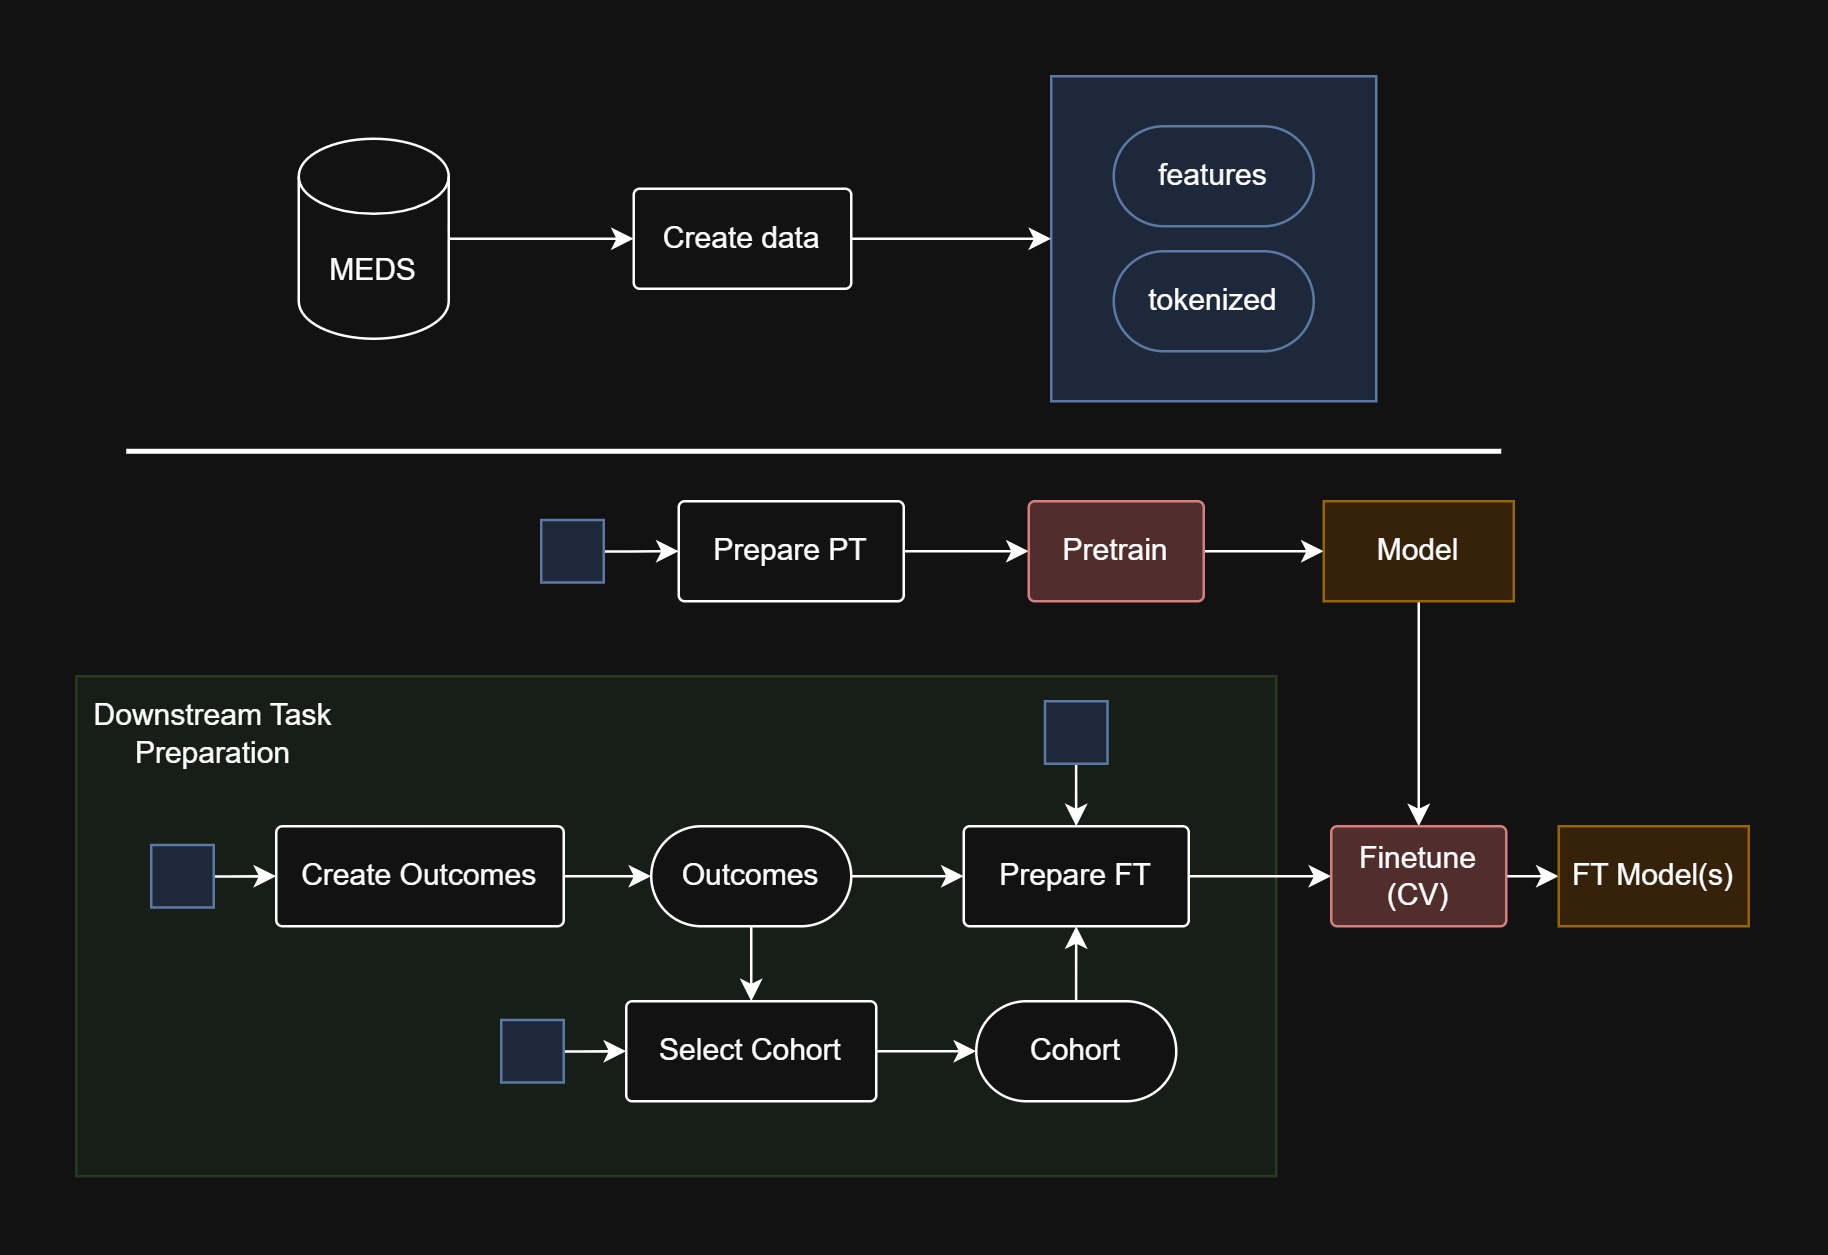 features
Create data
MEDS
tokenized
Prepare PT
Pretrain
Model
Downstream Task
Preparation
Create Outcomes
Outcomes
Prepare FT
Finetune
(CV)
FT Model(s)
Select Cohort
Cohort